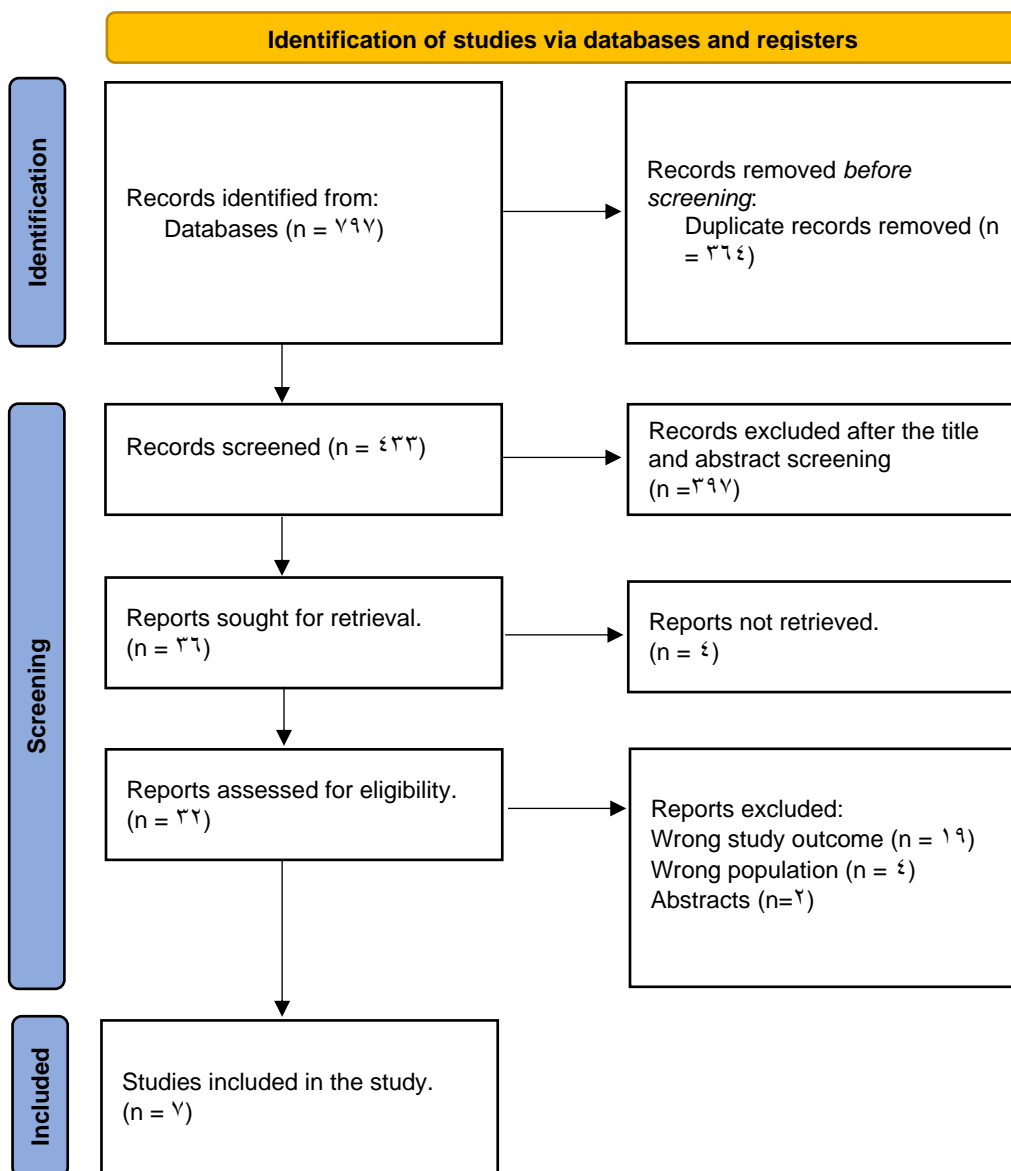 Identification of studies via databases and registers
Identification
Records identified from:
Databases (n = ٧٩٧)
Records removed before
screening:
Duplicate records removed (n
= ٣٦٤)
Screening
Records screened (n = ٤٣٣)
Records excluded after the title
and abstract screening
(n =٣٩٧)
Reports sought for retrieval.
(n = ٣٦)
Reports not retrieved.
(n = ٤)
Reports assessed for eligibility.
(n = ٣٢)
Reports excluded:
Wrong study outcome (n = ١٩)
Wrong population (n = ٤)
Abstracts (n=٢)
Included
Studies included in the study.
(n = ٧)